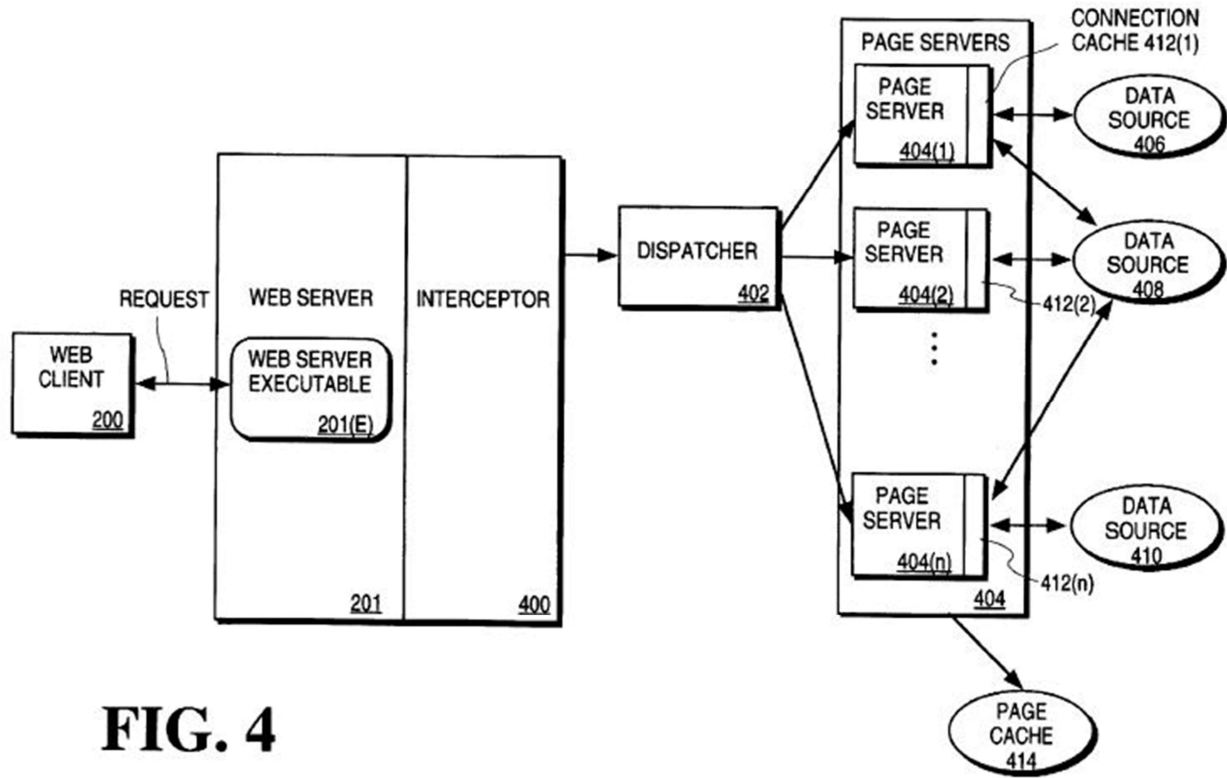 CONNECTION
CACHE 412(1)
PAGE SERVERS
PAGE
SERVER
404(1)
DATA
SOURCE
406
PAGE
SERVER
404(2)
412(2)
DATA
SOURCE
408
DISPATCHER
402
REQUEST
WEB SERVER
INTERCEPTOR
WEB
CLIENT
200
WEB SERVER
EXECUTABLE
201(E)
201
400
PAGE
SERVER
404(n)
412(n)
404
DATA
SOURCE
410
PAGE
CACHE
414
FIG. 4